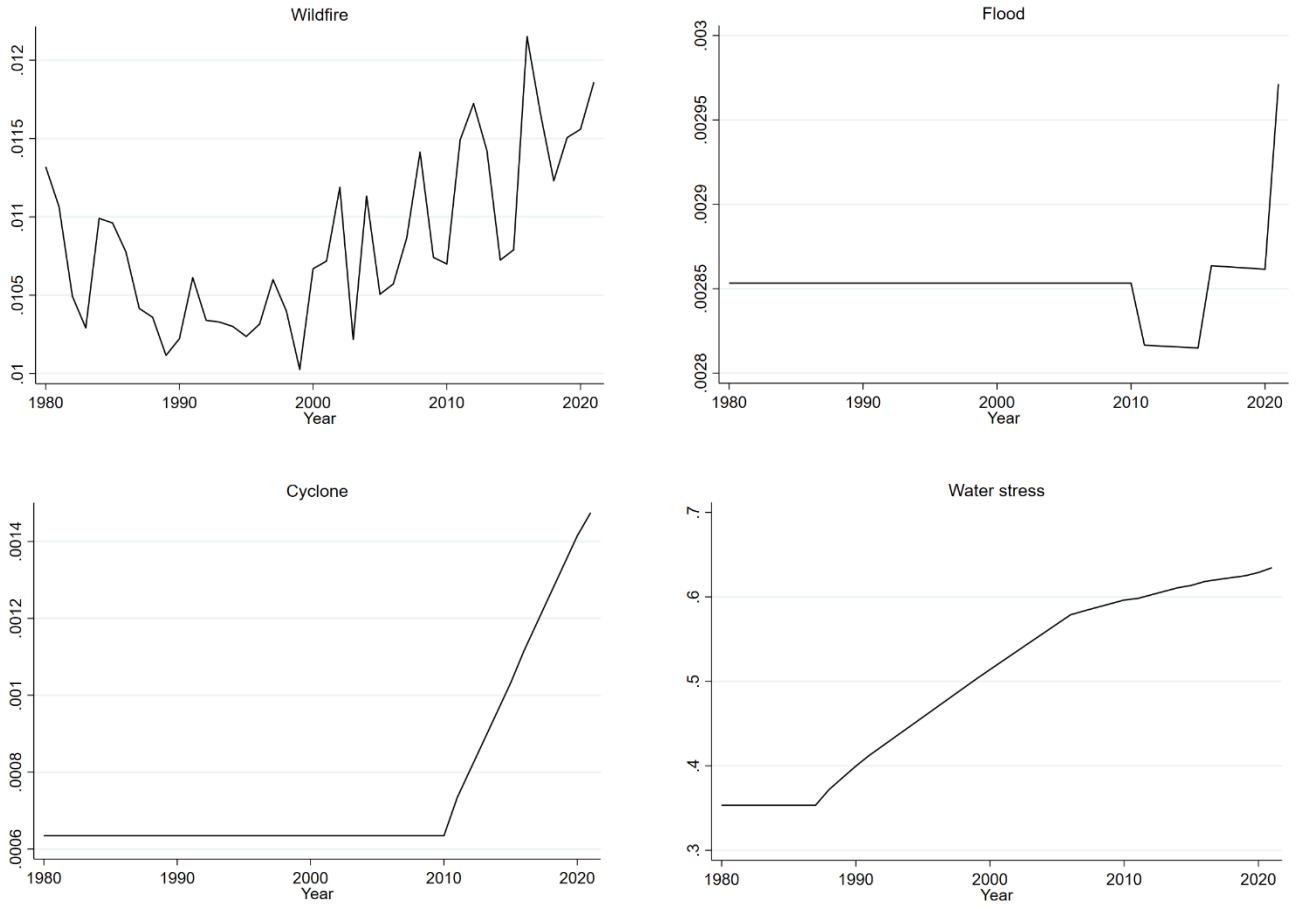 Wildfire
.012
.0115
.011
.0105
.01
1980 1990 2000 2010 2020
Year
Flood
.003
.00295
.0029
.00285
.0028
1980 1990 2000 2010 2020
Year
Cyclone
.0014
.0012
.001
.0008
.0006
1980 1990 2000 2010 2020
Year
Water stress
.7
.6
.5
.4
.3
1980 1990 2000 2010 2020
Year